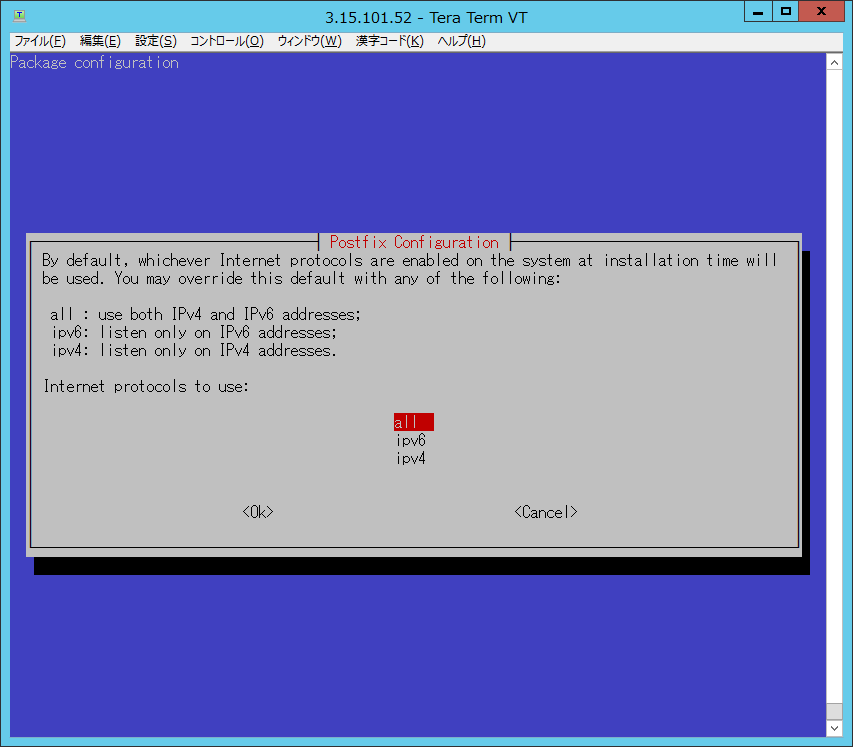 3.15.101.52 - Tera Term VT
ファイル(F) 編集(E) 設定(S) コントロール(O) ウィンドウ(W) 漢字コード(K) ヘルプ(H)
Package configuration
Postfix Configuration
By default, whichever Internet protocols are enabled on the system at installation time will
be used. You may override this default with any of the following:
all : use both IPv4 and IPv6 addresses;
ipv6: listen only on IPv6 addresses;
ipv4: listen only on IPv4 addresses.
Internet protocols to use:
all
ipv6
ipv4
<Ok> <Cancel>